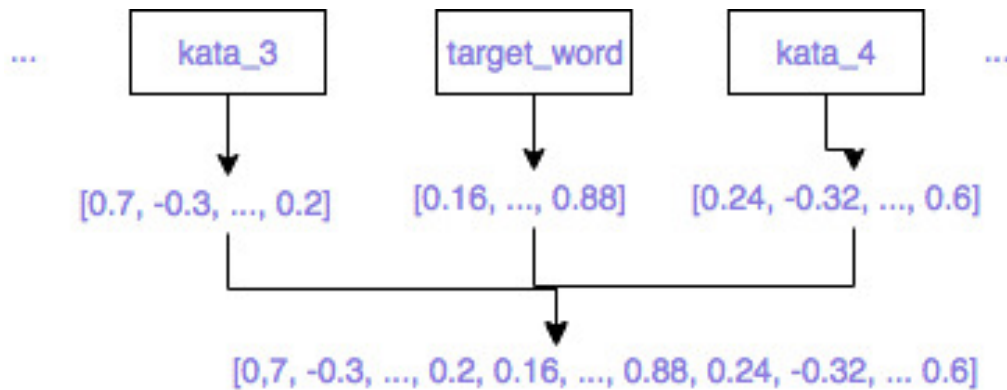 ... kata_3 target_word kata_4 ...
[0.7, -0.3, ..., 0.2] [0.16, ..., 0.88] [0.24, -0.32, ..., 0.6]
[0,7, -0.3, ..., 0.2, 0.16, ..., 0.88, 0.24, -0.32, ... 0.6]